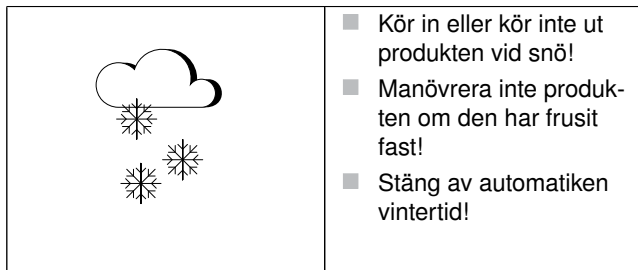 Kör in eller kör inte ut
produkten vid snö!
Manövrera inte produk-
ten om den har frusit
fast!
Stäng av automatiken
vintertid!